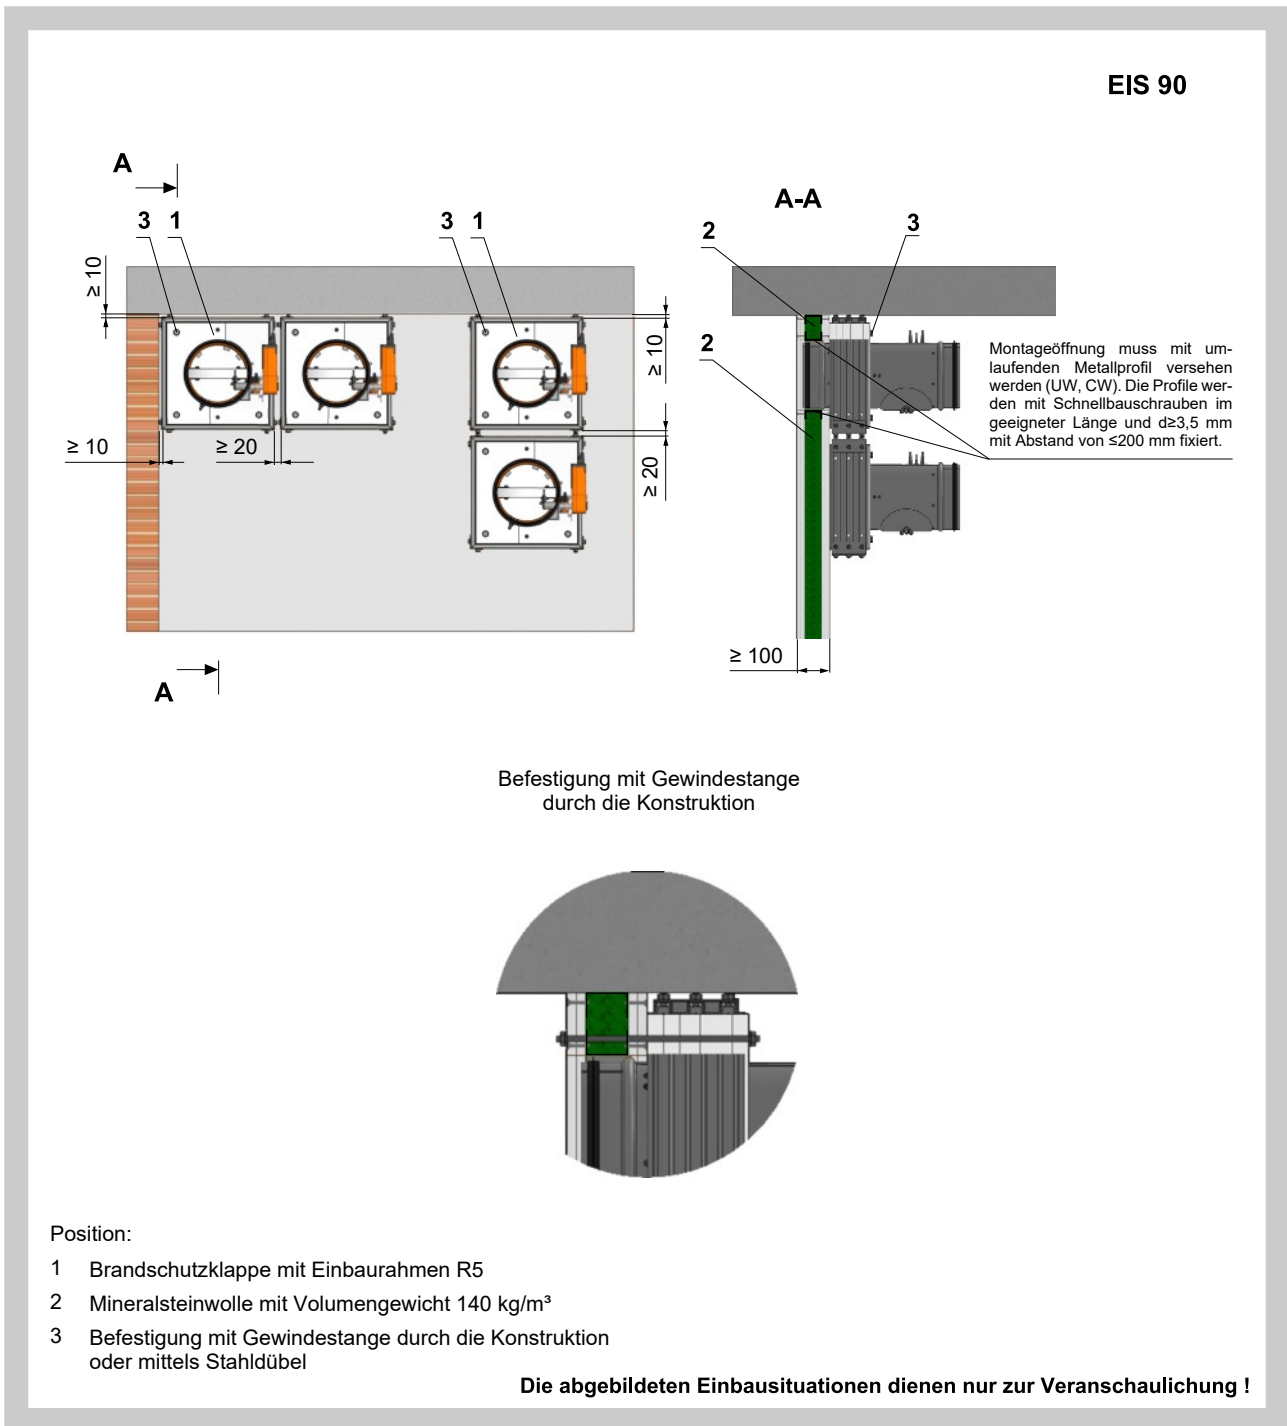 EIS 90
A
A-A
3 1
3 1
2
3
≥ 10
2
≥ 10
Montageöffnung muss mit um-
laufenden Metallprofil versehen
werden (UW, CW). Die Profile wer-
den mit Schnellbauschrauben im
geeigneter Länge und d≥3,5 mm
mit Abstand von ≤200 mm fixiert.
≥ 10
≥ 20
≥ 20
≥ 100
A
Befestigung mit Gewindestange
durch die Konstruktion
Position:
1 Brandschutzklappe mit Einbaurahmen R5
2 Mineralsteinwolle mit Volumengewicht 140 kg/m³
3 Befestigung mit Gewindestange durch die Konstruktion
oder mittels Stahldübel
Die abgebildeten Einbausituationen dienen nur zur Veranschaulichung !